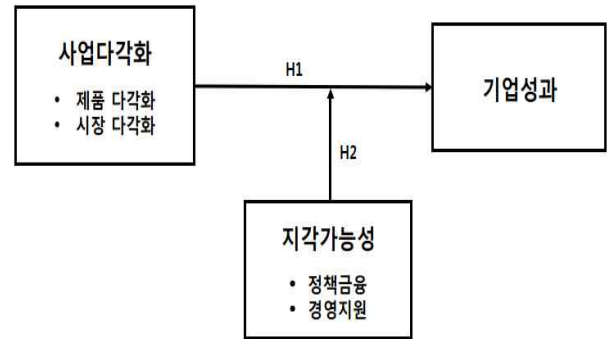 사업다각화
• 제품 다각화
• 시장 다각화
H1
기업성과
H2
지각가능성
• 정책금융
• 경영지원